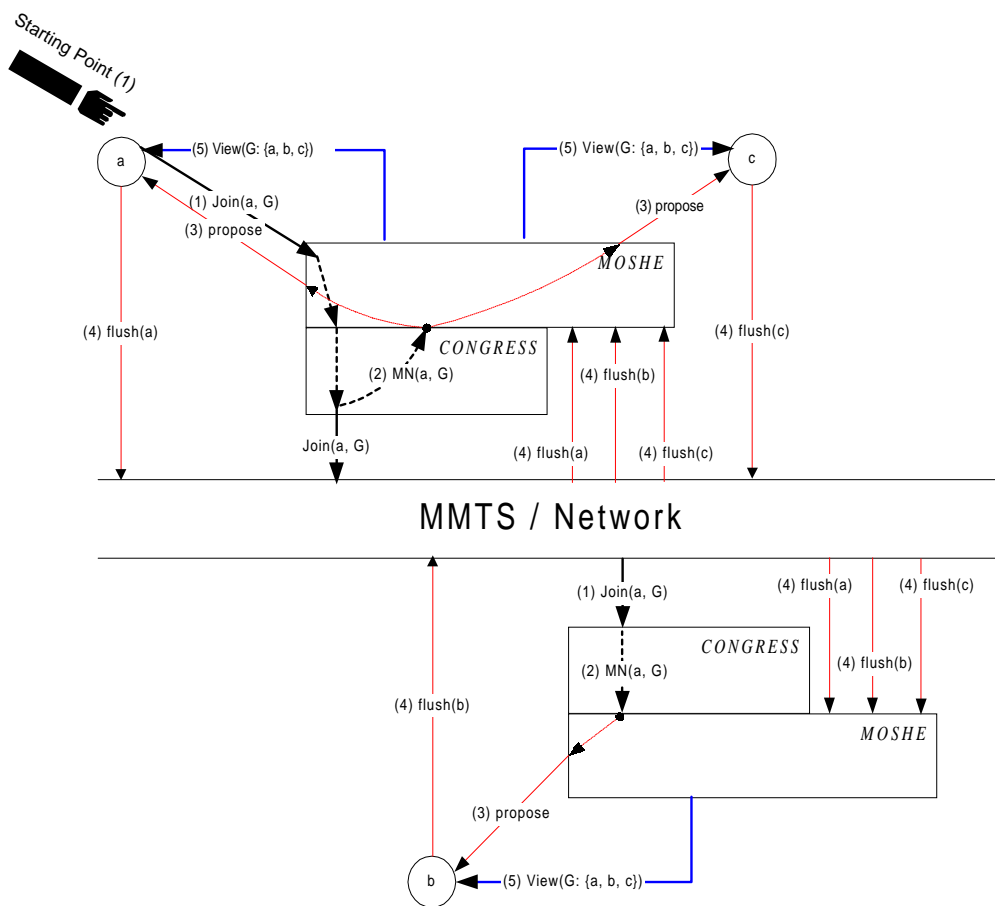 Starting Point (1)
(5) View(G: {a, b, c})
(5) View(G: {a, b, c})
a
c
(1) Join(a, G)
(3) propose
(3) propose
MOSHE
(4) flush(a)
(4) flush(c)
CONGRESS
(2) MN(a, G)
(4) flush(b)
Join(a, G)
(4) flush(a)
(4) flush(c)
MMTS / Network
(1) Join(a, G)
(4) flush(a)
(4) flush(c)
CONGRESS
(2) MN(a, G)
(4) flush(b)
(4) flush(b)
MOSHE
(3) propose
b
(5) View(G: {a, b, c})